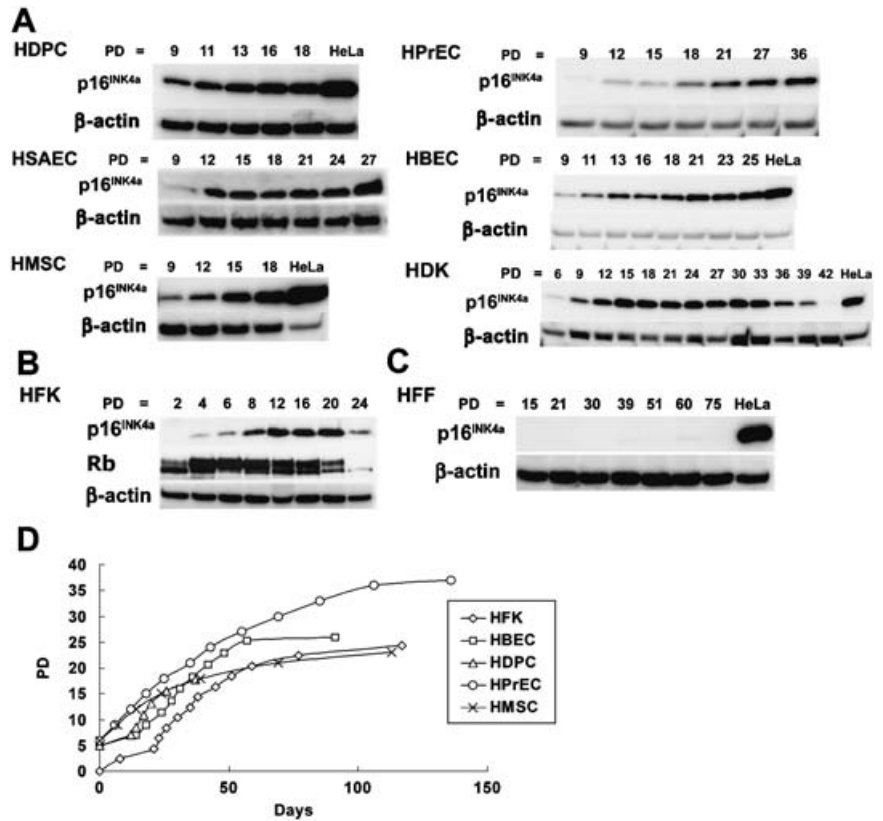 A
HDPC PD = 9 11 13 16 18 HeLa
p16INK4a
β-actin
HSAEC PD = 9 12 15 18 21 24 27
p16INK4a
β-actin
HMSC PD = 9 12 15 18 HeLa
p16INK4a
β-actin
HPrEC PD = 9 12 15 18 21 27 36
p16INK4a
β-actin
HBEC PD = 9 11 13 16 18 21 23 25 HeLa
p16INK4a
β-actin
HDK PD = 6 9 12 15 18 21 24 27 30 33 36 39 42 HeLa
p16INK4a
β-actin
B
HFK PD = 2 4 6 8 12 16 20 24
p16INK4a
Rb
β-actin
C
HFF PD = 15 21 30 39 51 60 75 HeLa
p16INK4a
β-actin
D
40
35
30
25
20
15
10
5
0
PD
0 50 100 150
Days
HFK
HBEC
HDPC
HPrEC
HMSC